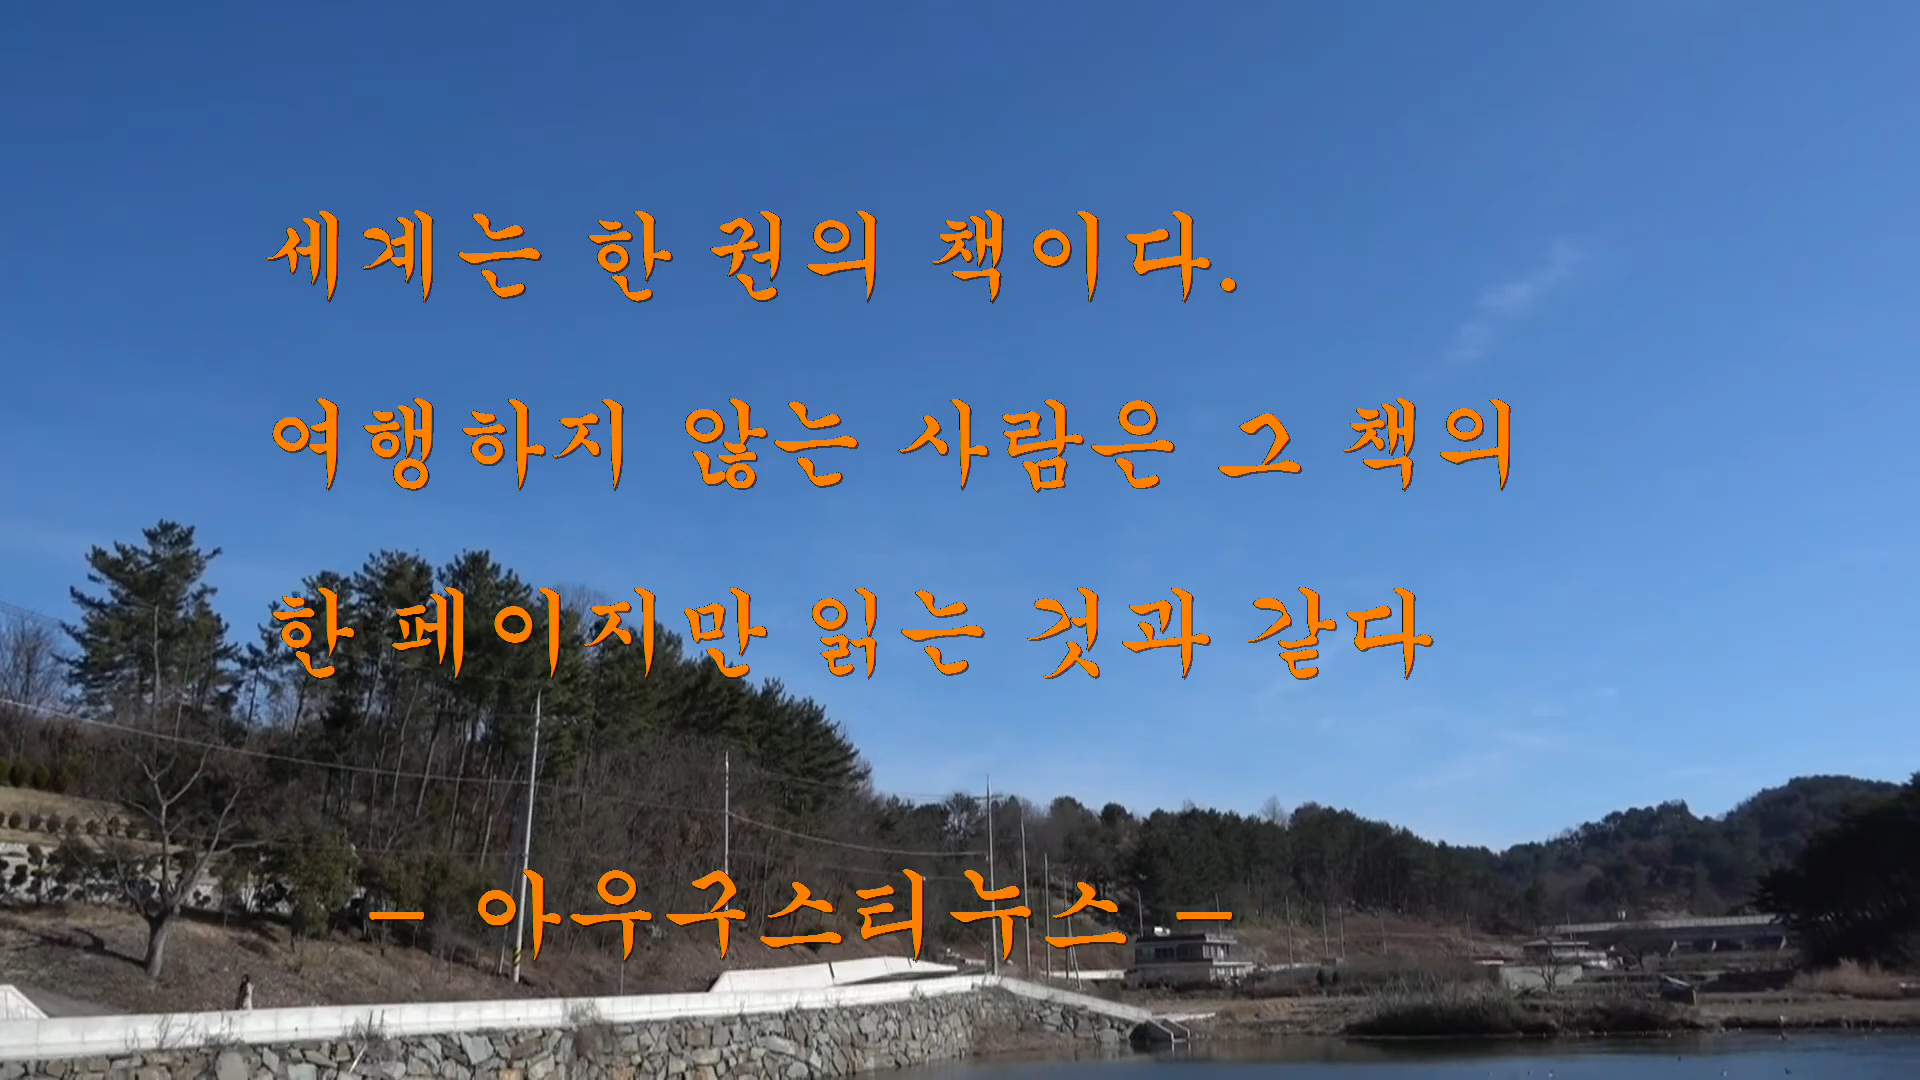 세계는 한 권의 책이다.
여행하지 않는 사람은 그 책의
한 페이지만 읽는 것과 같다
- 아우구스티누스 -